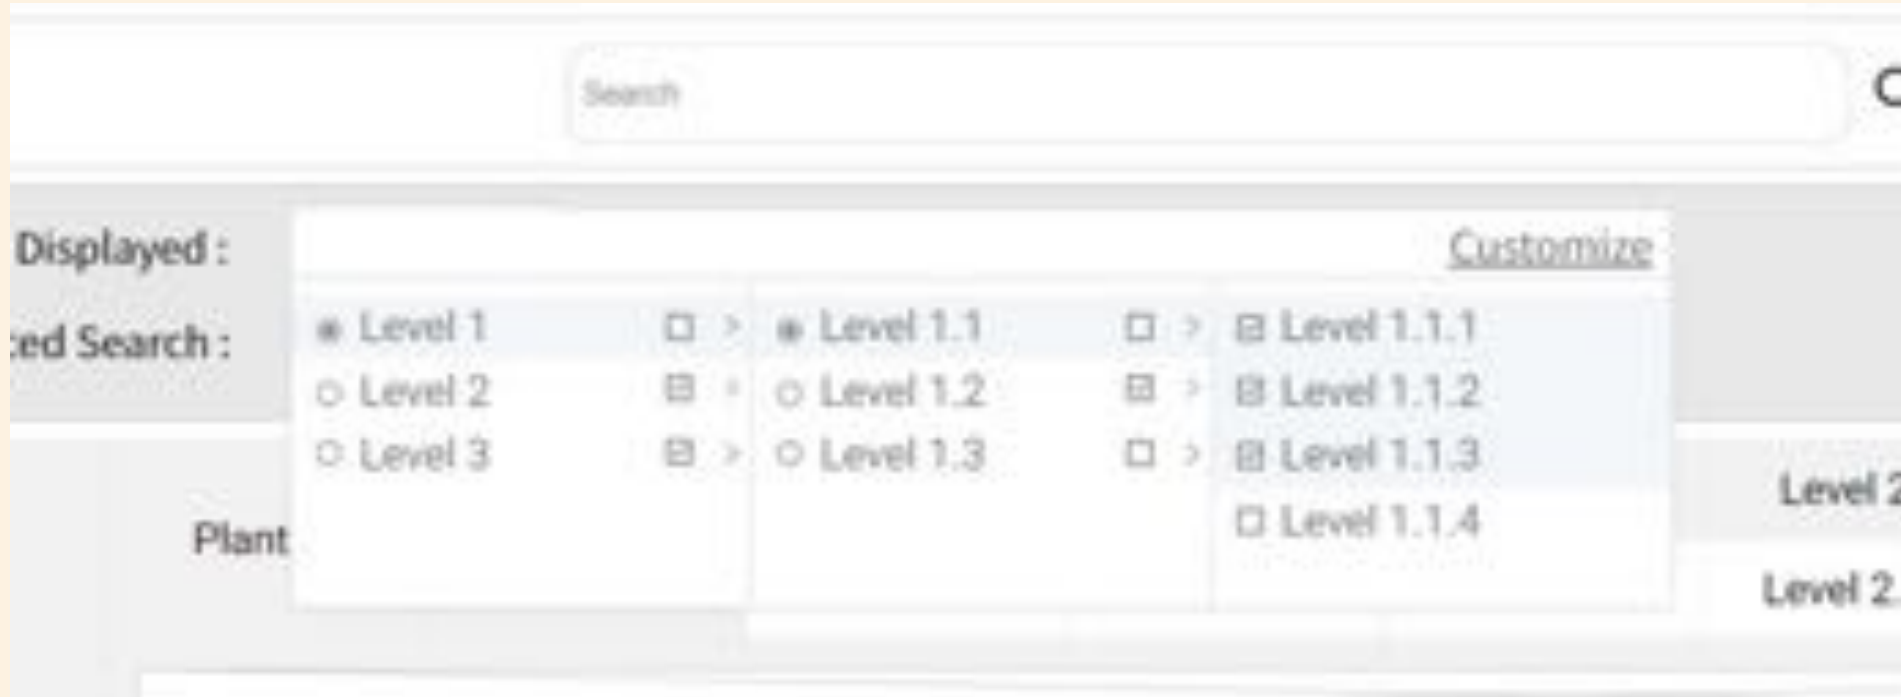 Search
Displayed :
Customize
ed Search :
Level 1 > Level 1.1 > Level 1.1.1
Level 2 > Level 1.2 > Level 1.1.2
Level 3 > Level 1.3 > Level 1.1.3
Level 1.1.4
Level 2
Plant
Level 2.